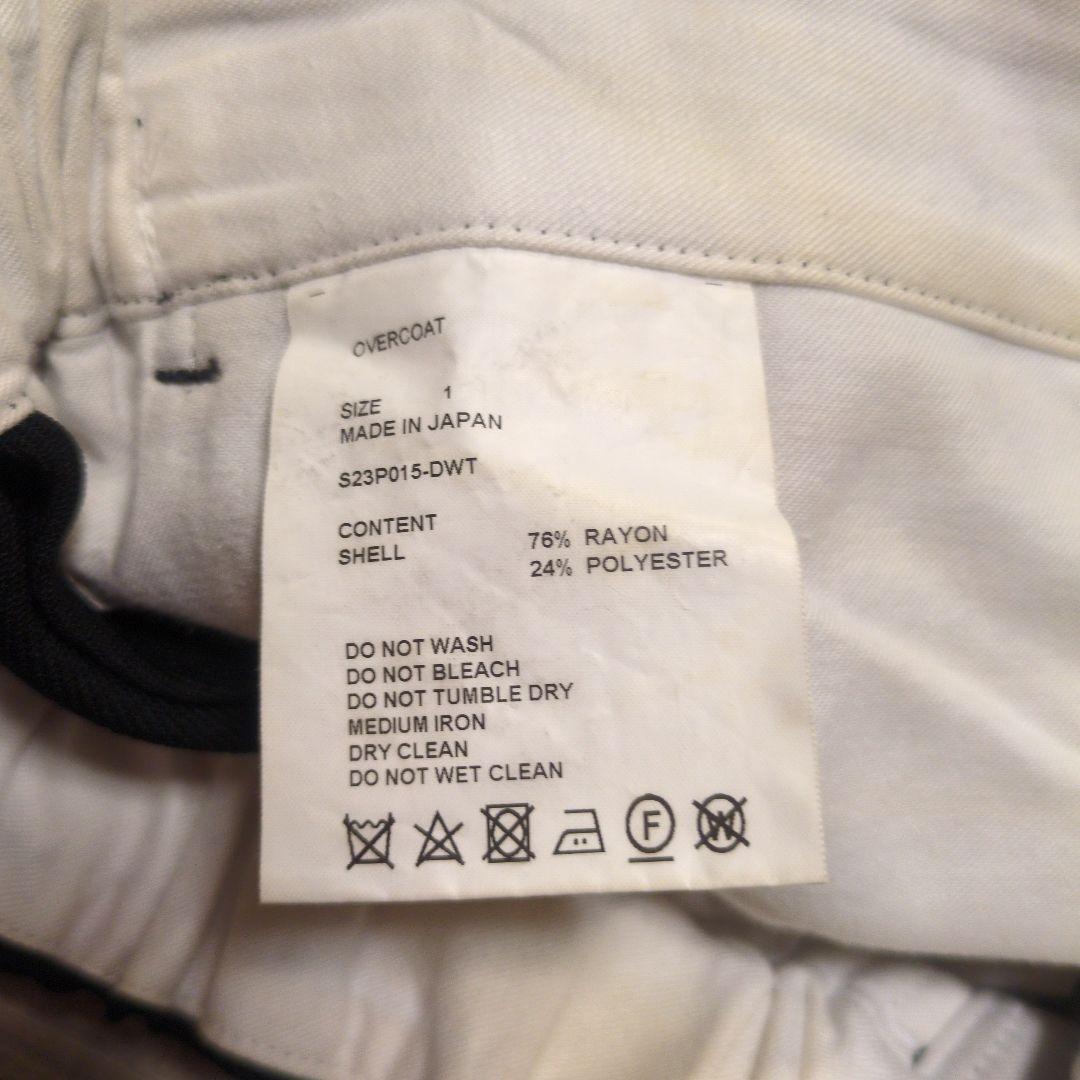 OVERCOAT
SIZE 1
MADE IN JAPAN
S23P015-DWT
CONTENT
SHELL 76% RAYON
24% POLYESTER
DO NOT WASH
DO NOT BLEACH
DO NOT TUMBLE DRY
MEDIUM IRON
DRY CLEAN
DO NOT WET CLEAN
F W